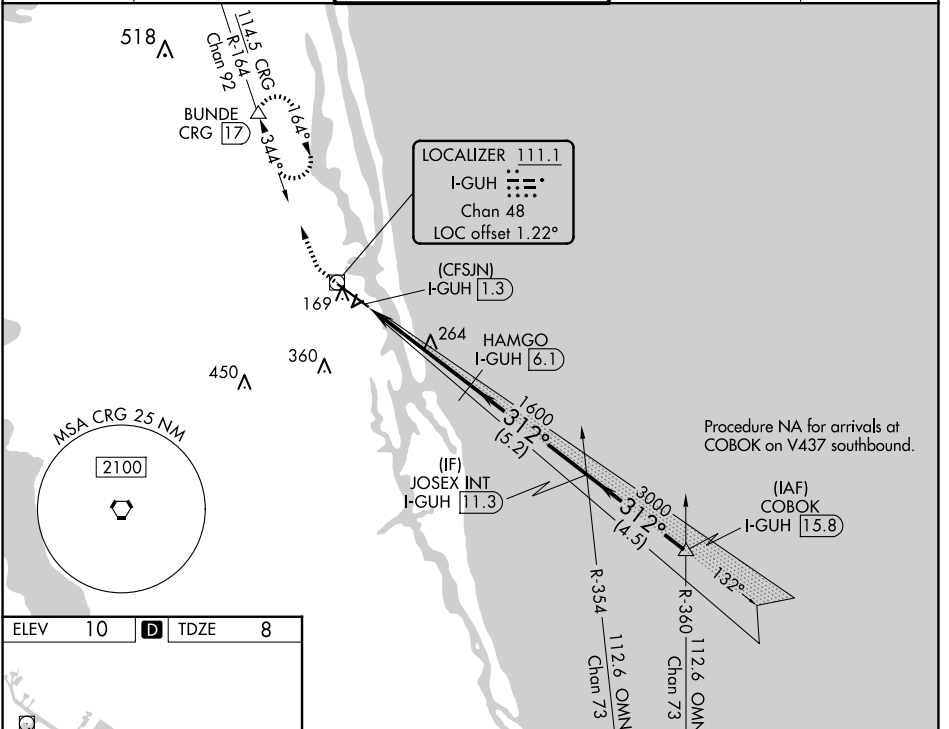 518
114.5 CRG
R-164
Chan 92
BUNDE
CRG 17
164°
344°
LOCALIZER 111.1
I-GUH
Chan 48
LOC offset 1.22°
(CFSJN)
I-GUH 1.3
169
264
HAMGO
I-GUH 6.1
360
450
1600
312°
(5.2)
Procedure NA for arrivals at
COBOK on V437 southbound.
MSA CRG 25 NM
2100
(IF)
JOSEX INT
I-GUH 11.3
3000
312°
(4.5)
(IAF)
COBOK
I-GUH 15.8
132°
R-354
112.6 OMN
Chan 73
R-360
112.6 OMN
Chan 73
ELEV 10 D TDZE 8